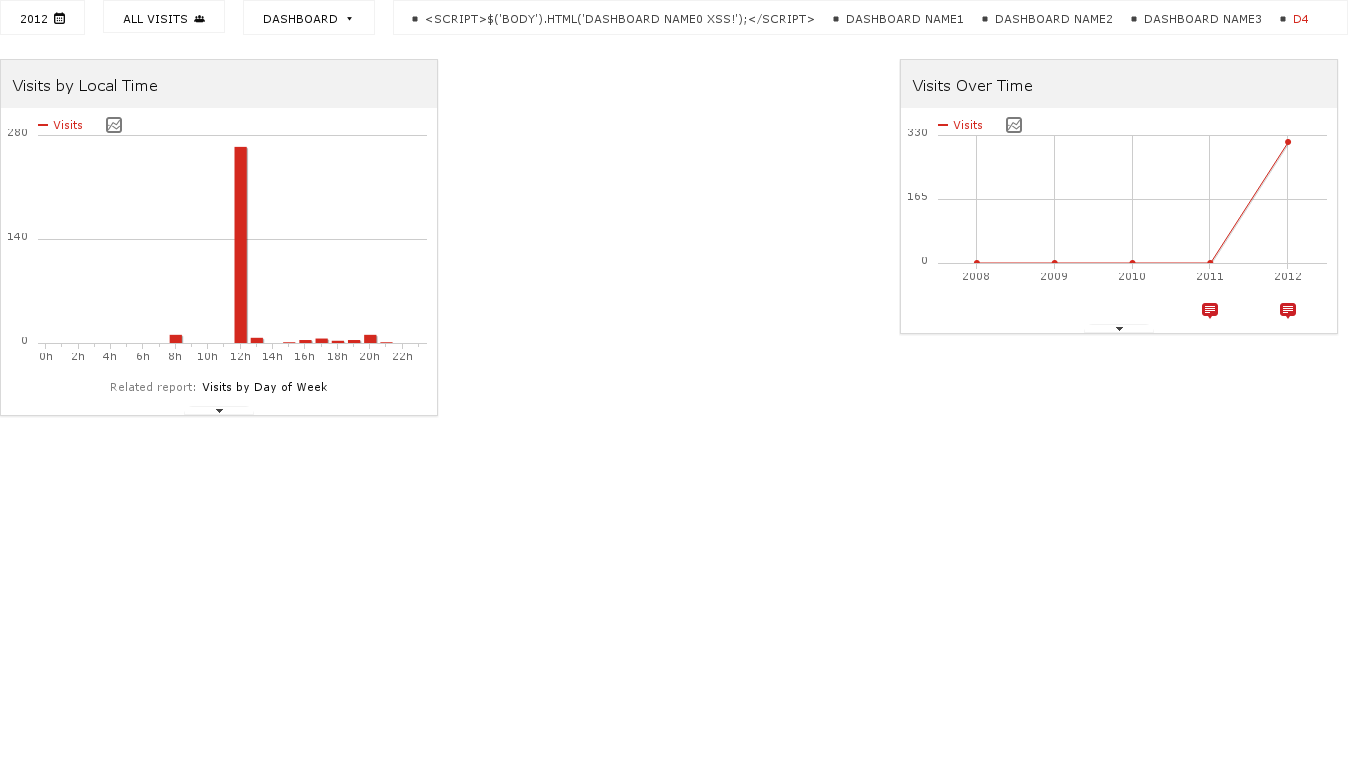 2012 ALL VISITS DASHBOARD <SCRIPT>$('BODY').HTML('DASHBOARD NAME0 XSS!');</SCRIPT> DASHBOARD NAME1 DASHBOARD NAME2 DASHBOARD NAME3 D4
Visits by Local Time
Visits
280
140
0
0h 2h 4h 6h 8h 10h 12h 14h 16h 18h 20h 22h
Related report: Visits by Day of Week
Visits Over Time
Visits
330
165
0
2008 2009 2010 2011 2012